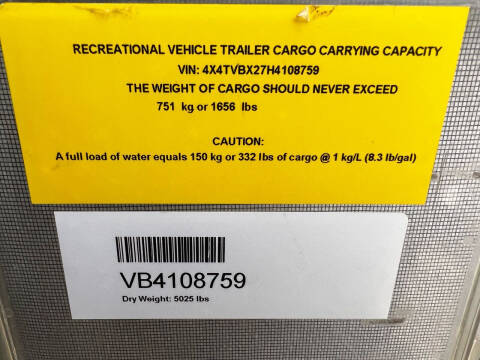 RECREATIONAL VEHICLE TRAILER CARGO CARRYING CAPACITY
VIN: 4X4TVBX27H4108759
THE WEIGHT OF CARGO SHOULD NEVER EXCEED
751 kg or 1656 lbs
CAUTION:
A full load of water equals 150 kg or 332 lbs of cargo @ 1 kg/L (8.3 lb/gal)
VB4108759
Dry Weight: 5025 lbs